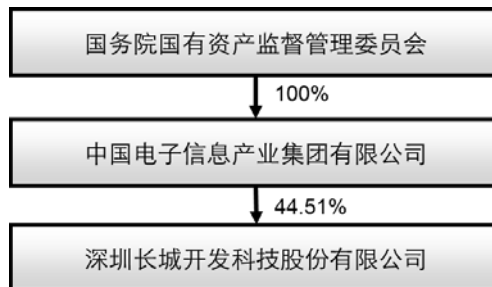 国务院国有资产监督管理委员会
100%
中国电子信息产业集团有限公司
44.51%
深圳长城开发科技股份有限公司